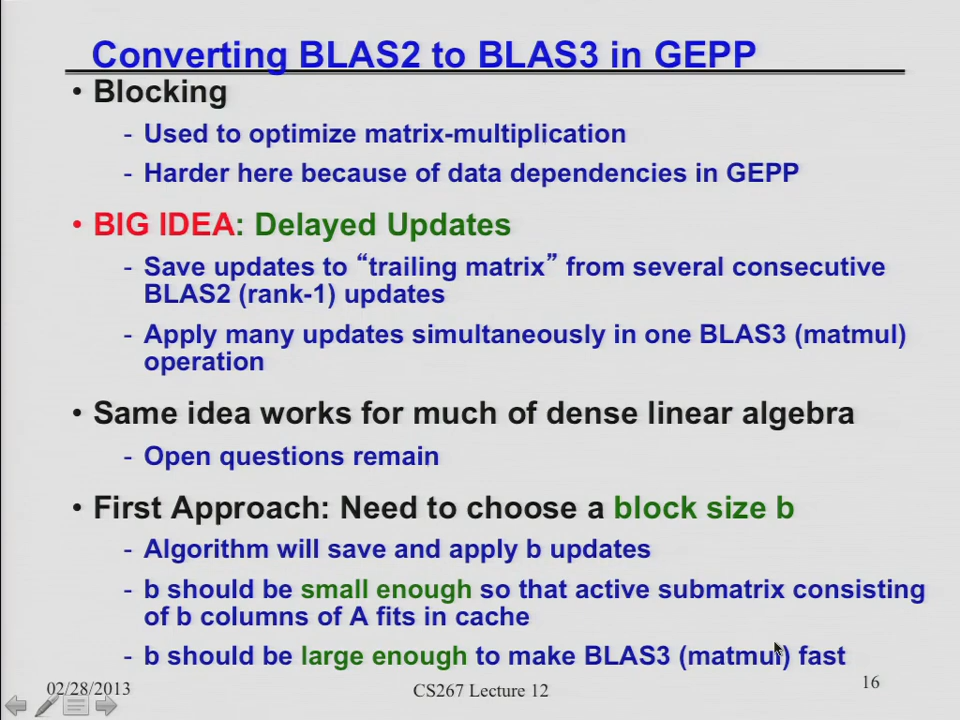 Converting BLAS2 to BLAS3 in GEPP
• Blocking
- Used to optimize matrix-multiplication
- Harder here because of data dependencies in GEPP
• BIG IDEA: Delayed Updates
- Save updates to “trailing matrix” from several consecutive
BLAS2 (rank-1) updates
- Apply many updates simultaneously in one BLAS3 (matmul)
operation
• Same idea works for much of dense linear algebra
- Open questions remain
• First Approach: Need to choose a block size b
- Algorithm will save and apply b updates
- b should be small enough so that active submatrix consisting
of b columns of A fits in cache
- b should be large enough to make BLAS3 (matmul) fast
02/28/2013
CS267 Lecture 12
16